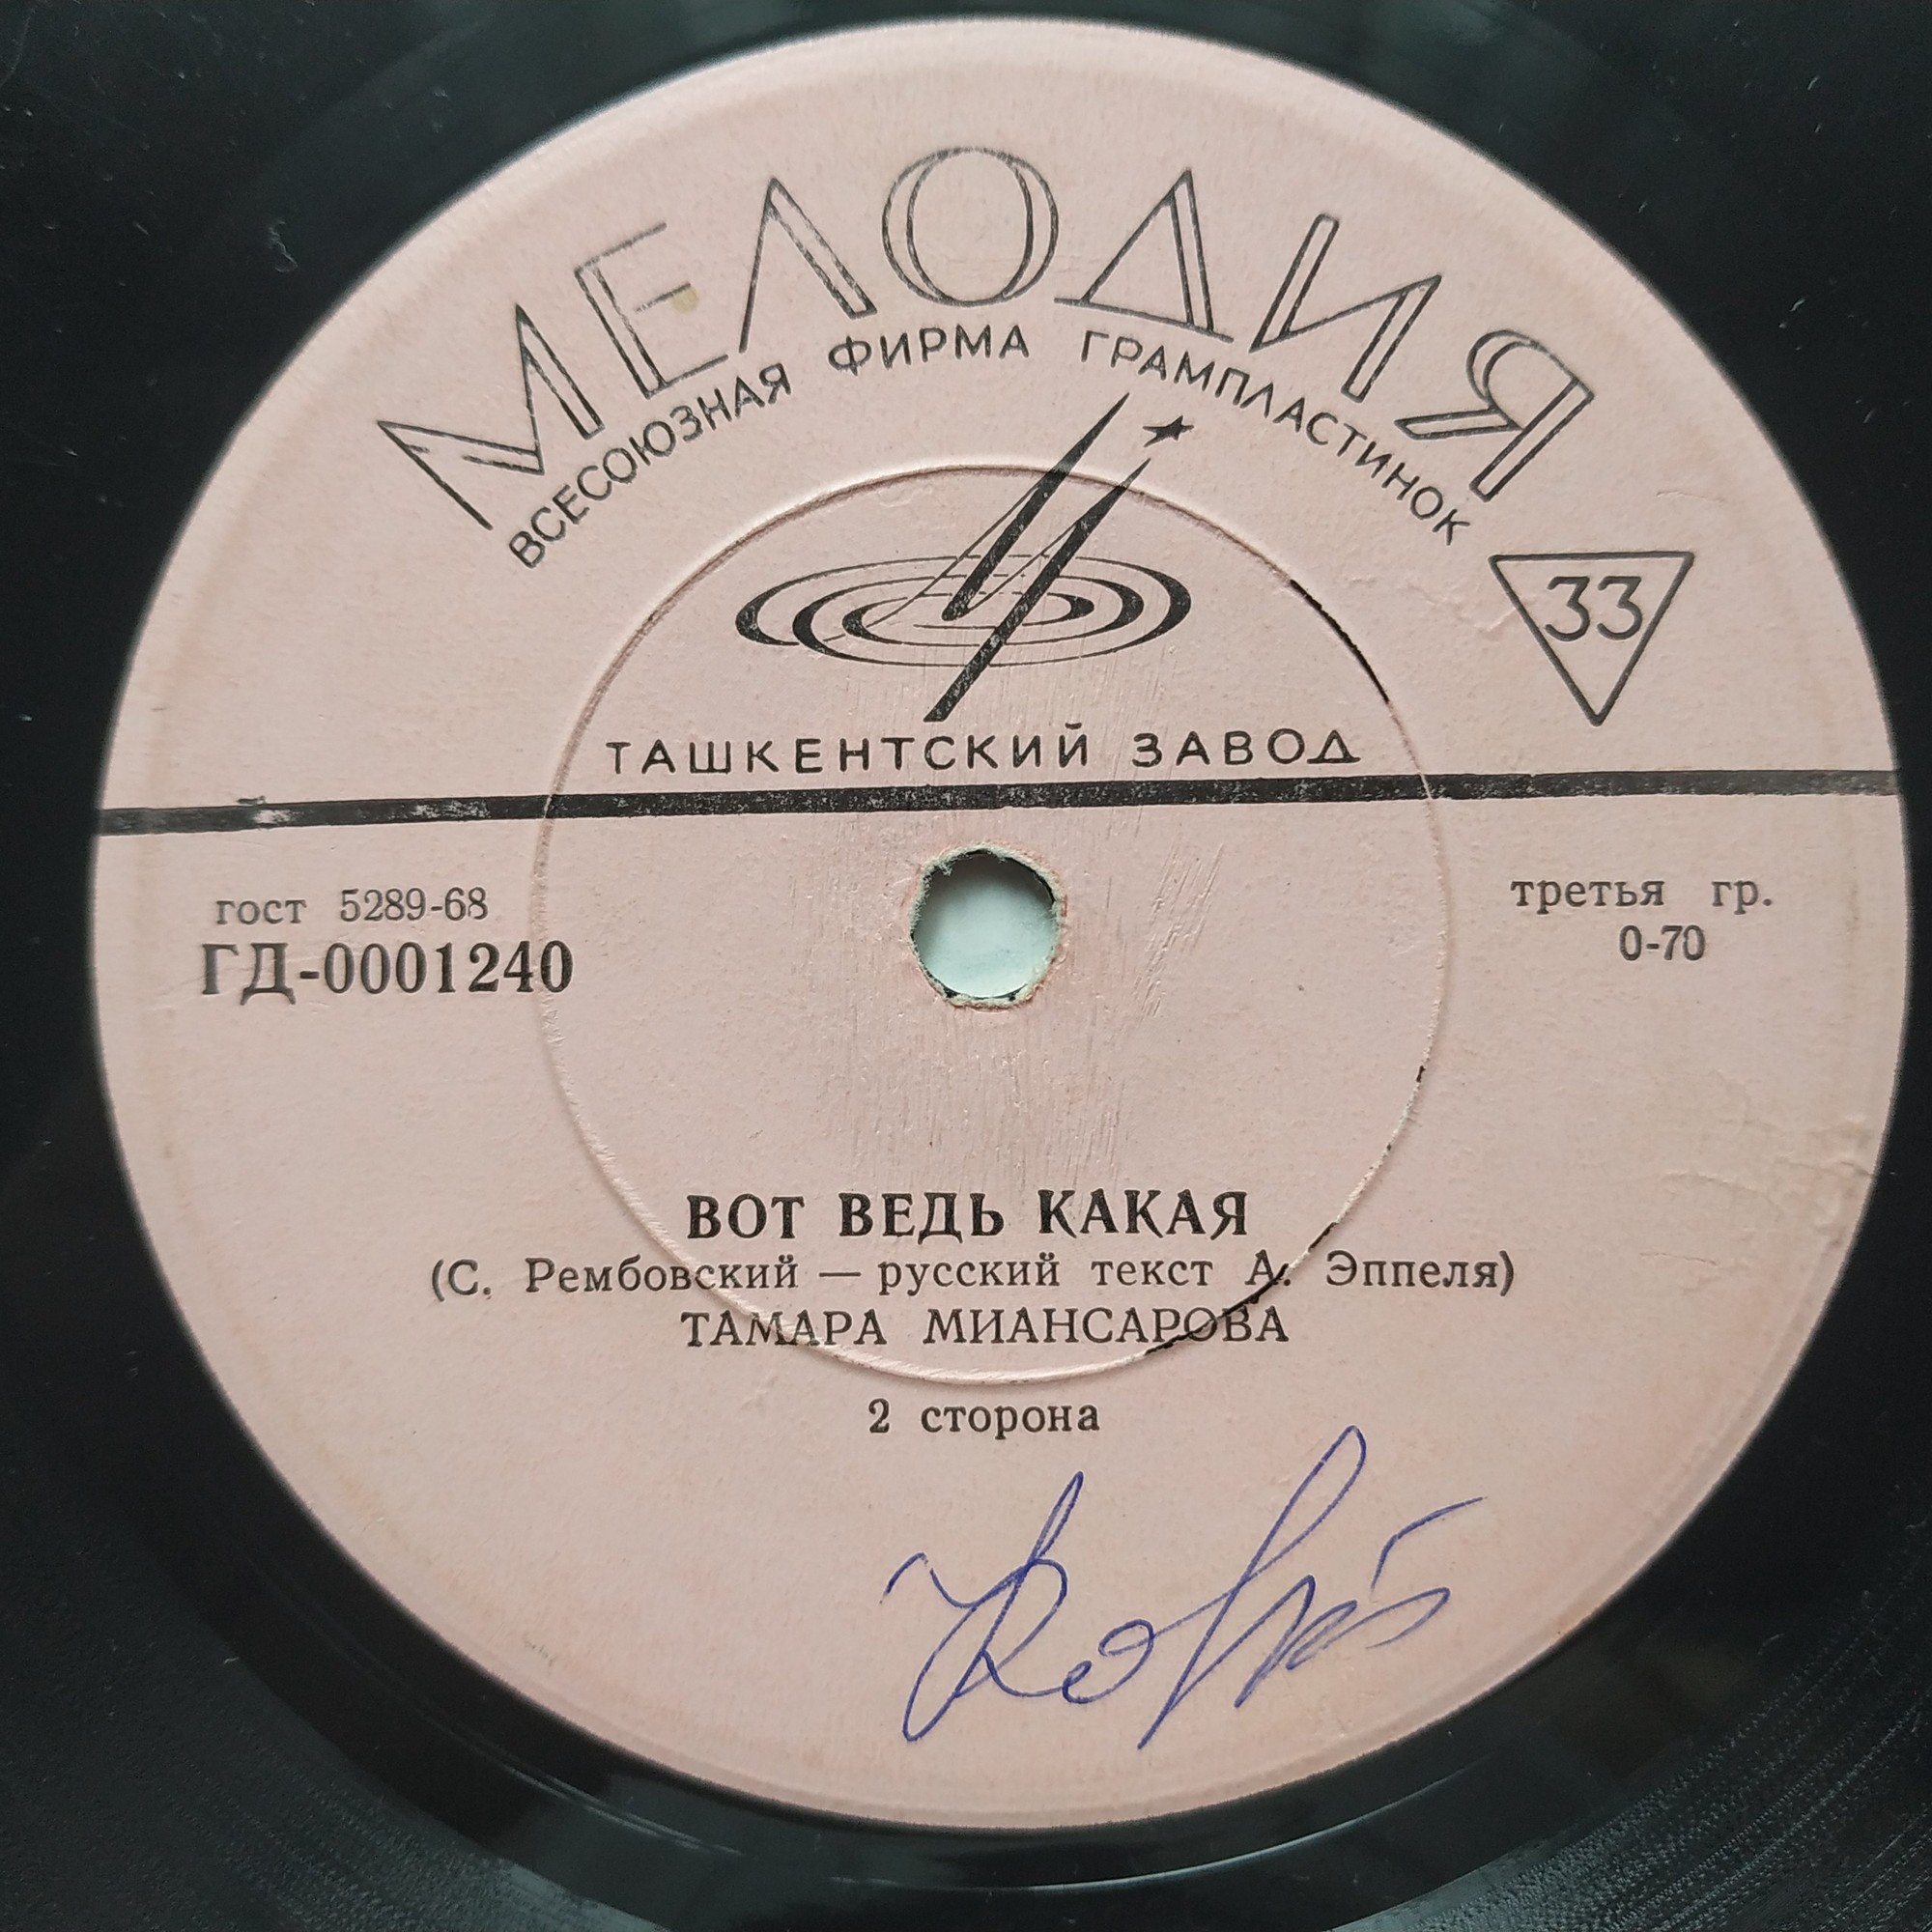 МЕЛОДИЯ
ВСЕСОЮЗНАЯ ФИРМА ГРАМПЛАСТИНОК
33
ТАШКЕНТСКИЙ ЗАВОД
гост 5289-68
ГД-0001240
третья гр.
0-70
ВОТ ВЕДЬ КАКАЯ
(С. Рембовский — русский текст А. Эппеля)
ТАМАРА МИАНСАРОВА
2 сторона